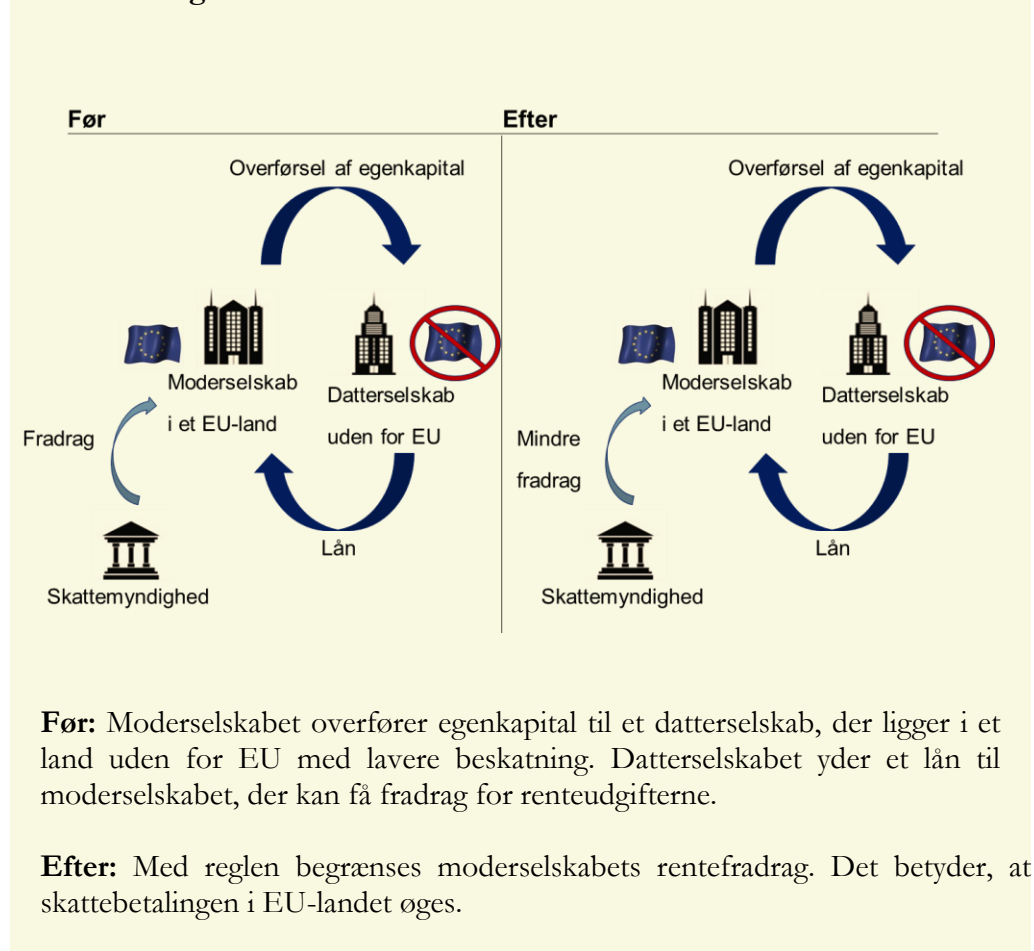 Før
Efter
Overførsel af egenkapital
Moderselskab
i et EU-land
Datterselskab
uden for EU
Fradrag
Lån
Skattemyndighed
Overførsel af egenkapital
Moderselskab
i et EU-land
Datterselskab
uden for EU
Mindre
fradrag
Lån
Skattemyndighed
Før: Moderselskabet overfører egenkapital til et datterselskab, der ligger i et
land uden for EU med lavere beskatning. Datterselskabet yder et lån til
moderselskabet, der kan få fradrag for renteudgifterne.
Efter: Med reglen begrænses moderselskabets rentefradrag. Det betyder, at
skattebetalingen i EU-landet øges.